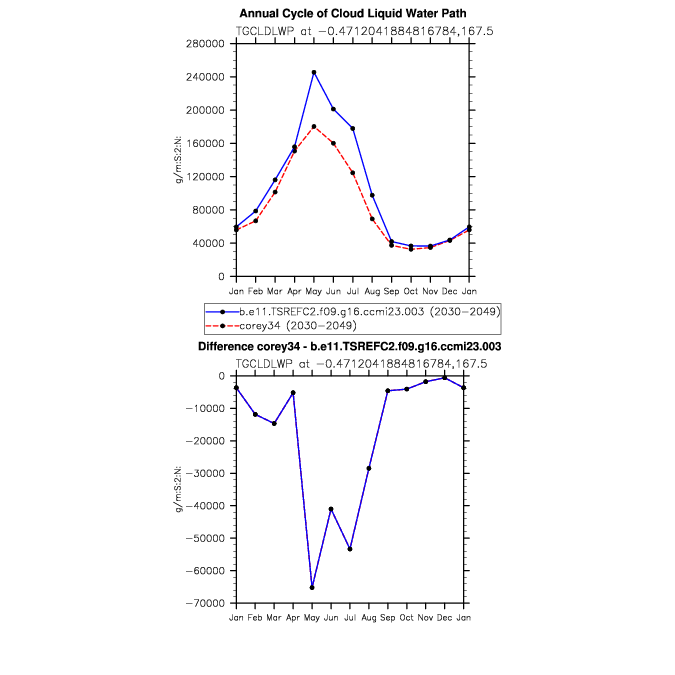 Annual Cycle of Cloud Liquid Water Path
TGCLDLWP at −0.4712041884816784,167.5
280000
240000
200000
160000
120000
80000
40000
0
g/m:S:2:N:
Jan Feb Mar Apr May Jun Jul Aug Sep Oct Nov Dec Jan
b.e11.TSREFC2.f09.g16.ccmi23.003 (2030−2049)
corey34 (2030−2049)
Difference corey34 - b.e11.TSREFC2.f09.g16.ccmi23.003
TGCLDLWP at −0.4712041884816784,167.5
0
−10000
−20000
−30000
−40000
−50000
−60000
−70000
g/m:S:2:N:
Jan Feb Mar Apr May Jun Jul Aug Sep Oct Nov Dec Jan